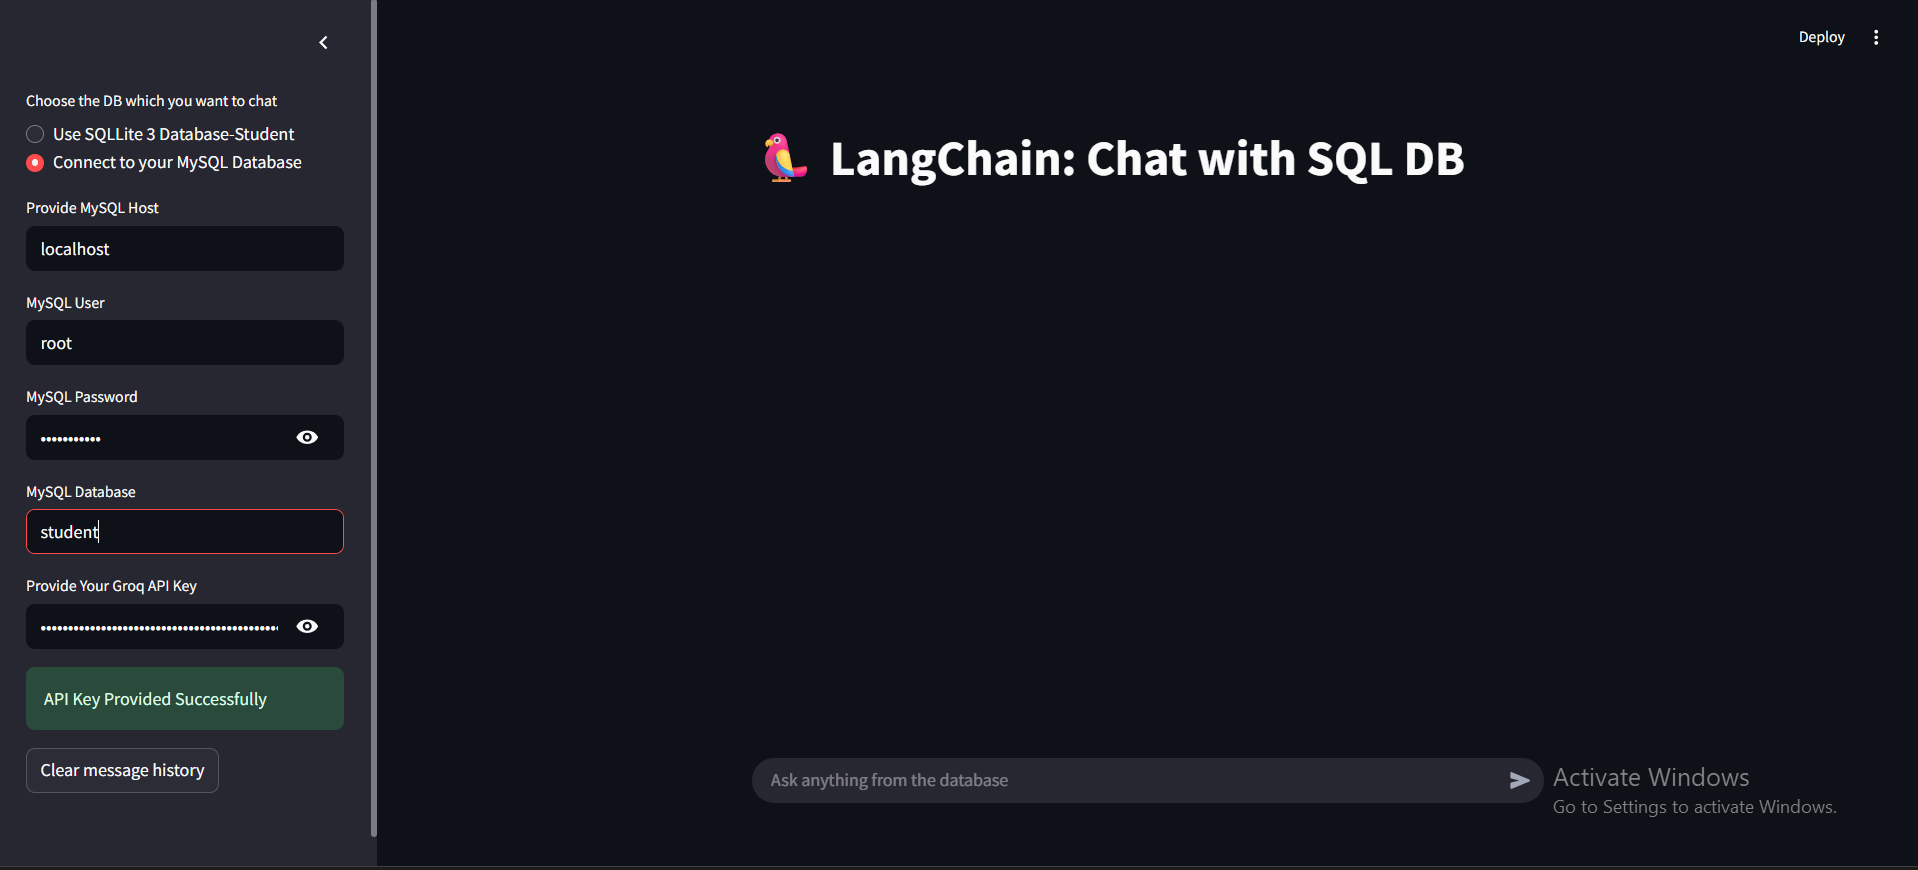 Choose the DB which you want to chat
Use SQLLite 3 Database-Student
Connect to your MySQL Database
Provide MySQL Host
localhost
MySQL User
root
MySQL Password
•••••••••••
MySQL Database
student
Provide Your Groq API Key
API Key Provided Successfully
Clear message history
Deploy
LangChain: Chat with SQL DB
Ask anything from the database
Activate Windows
Go to Settings to activate Windows.